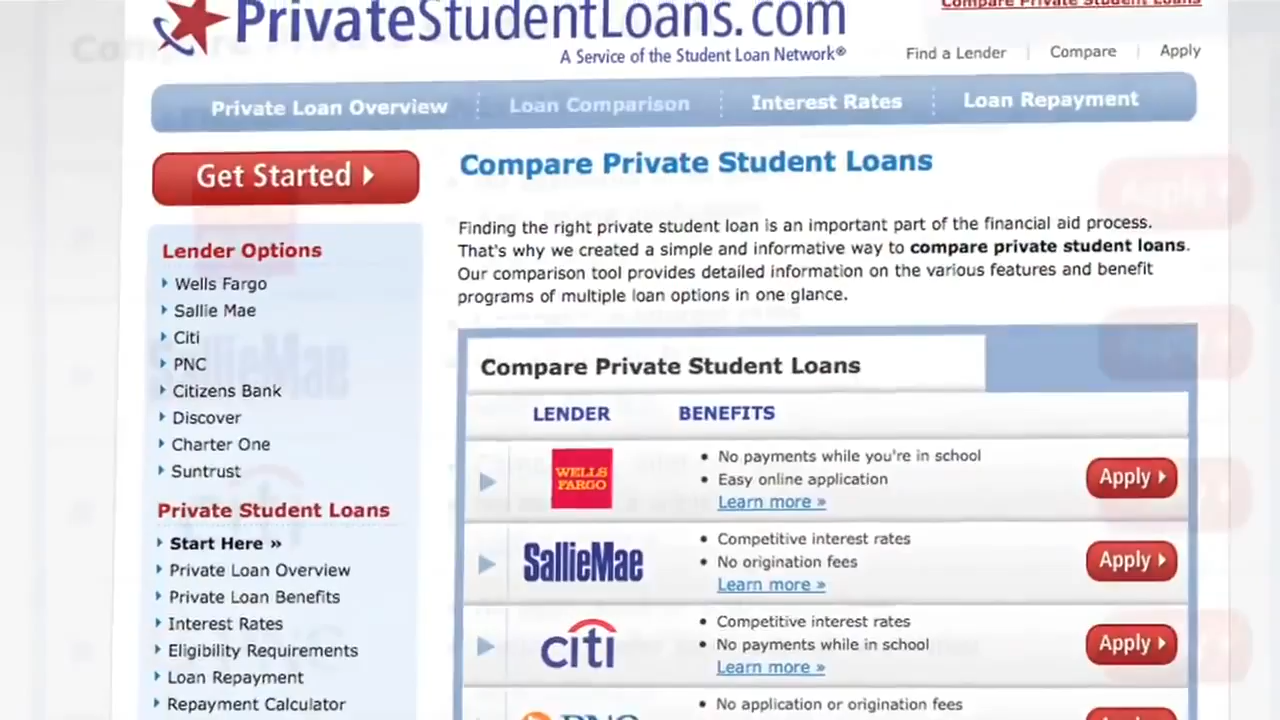 Compare Private Student Loans
PrivateStudentLoans.com
A Service of the Student Loan Network®
Find a Lender | Compare | Apply
Private Loan Overview
Loan Comparison
Interest Rates
Loan Repayment
Get Started
Lender Options
Wells Fargo
Sallie Mae
Citi
PNC
Citizens Bank
Discover
Charter One
Suntrust
Private Student Loans
Start Here »
Private Loan Overview
Private Loan Benefits
Interest Rates
Eligibility Requirements
Loan Repayment
Repayment Calculator
Compare Private Student Loans
Finding the right private student loan is an important part of the financial aid process.
That's why we created a simple and informative way to compare private student loans.
Our comparison tool provides detailed information on the various features and benefit
programs of multiple loan options in one glance.
Compare Private Student Loans
LENDER BENEFITS
WELLS
FARGO
• No payments while you're in school
• Easy online application
Learn more »
Apply
SallieMae
• Competitive interest rates
• No origination fees
Learn more »
Apply
citi
• Competitive interest rates
• No payments while in school
Learn more »
Apply
PNC
• No application or origination fees